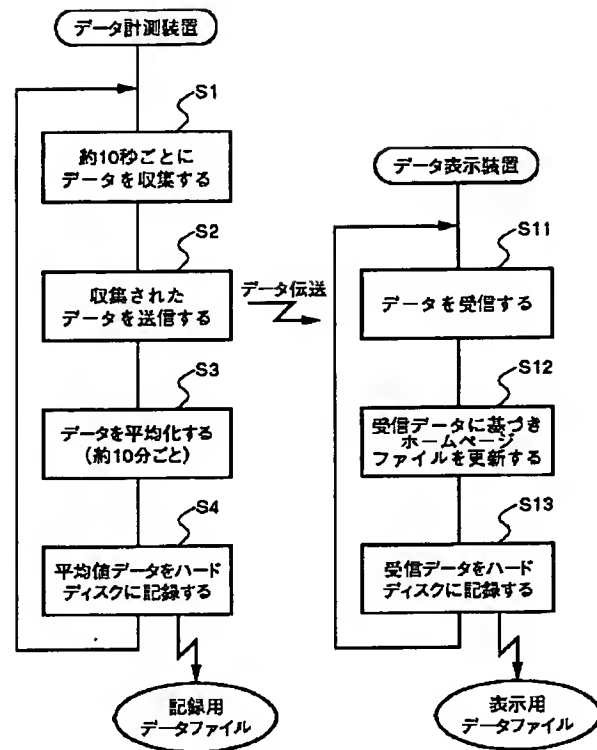 データ計測装置
S1
約10秒ごとに
データを収集する
S2
収集された
データを送信する
データ伝送
S3
データを平均化する
(約10分ごと)
S4
平均値データをハード
ディスクに記録する
記録用
データファイル
データ表示装置
S11
データを受信する
S12
受信データに基づき
ホームページ
ファイルを更新する
S13
受信データをハード
ディスクに記録する
表示用
データファイル